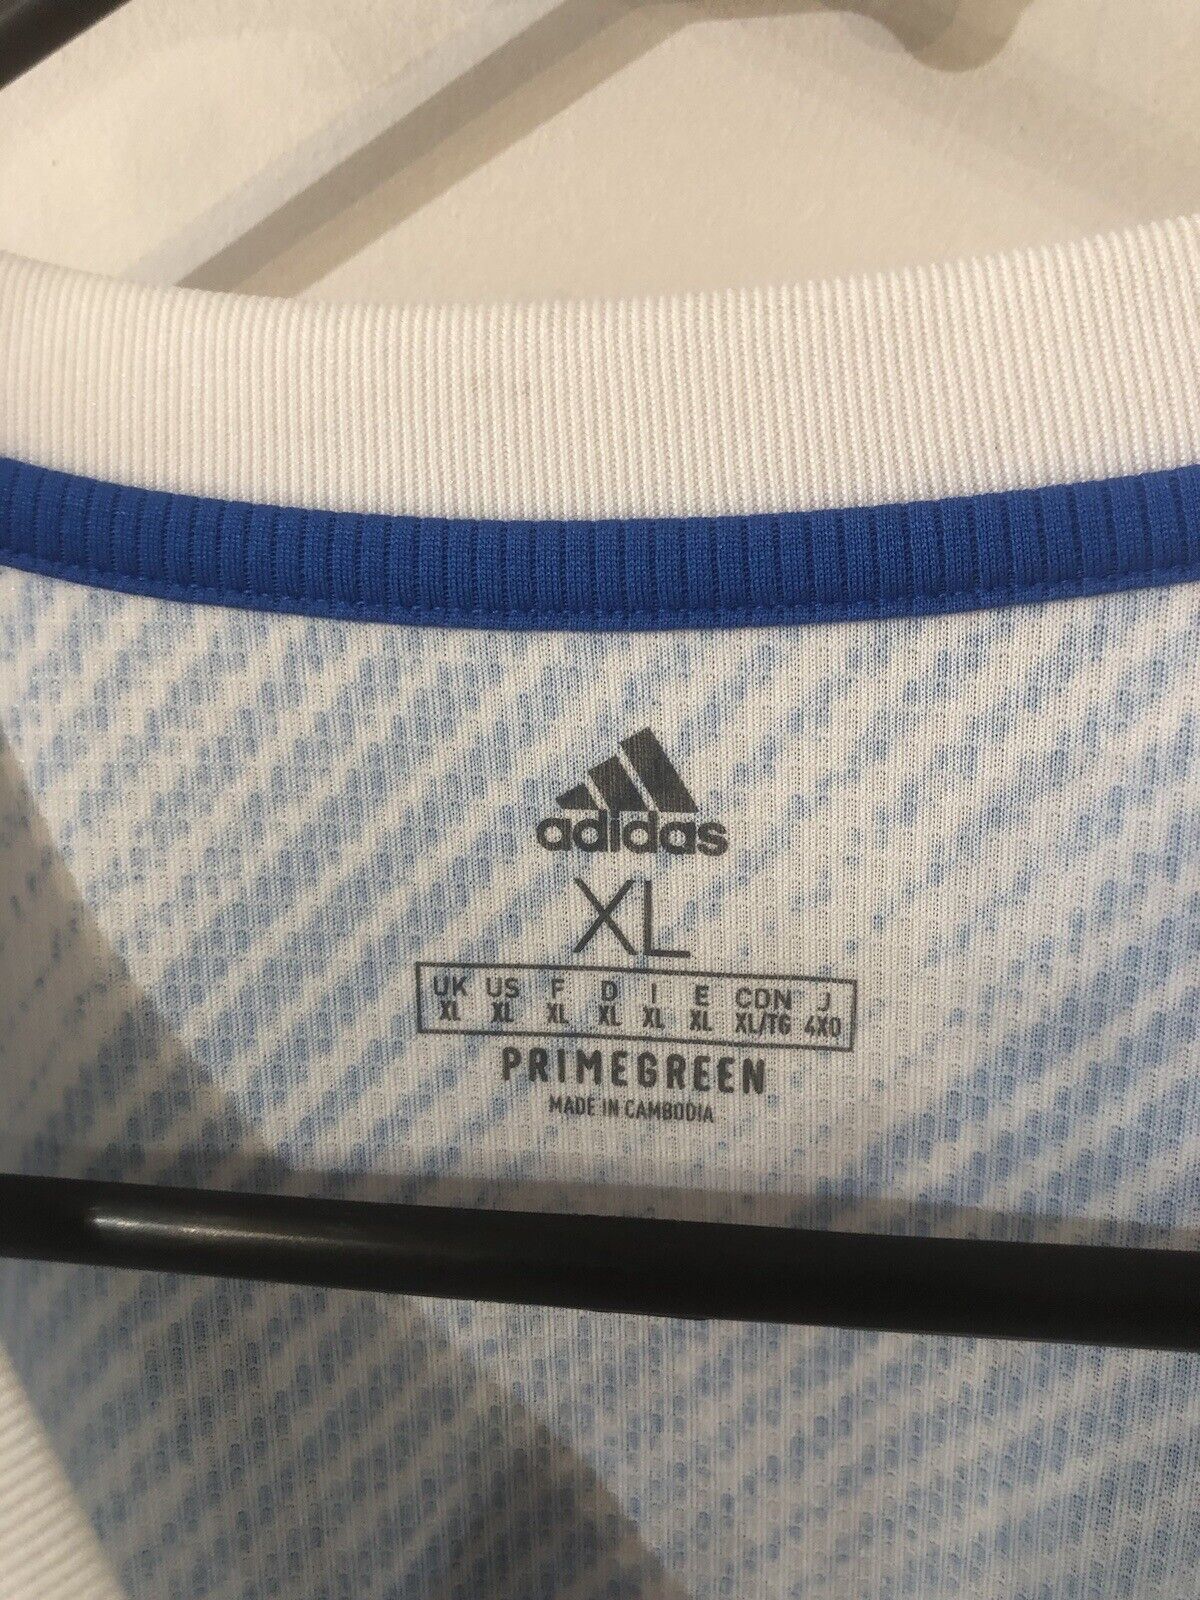 adidas
XL
UK US F D I E CDN J
XL XL XL XL XL XL XL/TG 4XO
PRIMEGREEN
MADE IN CAMBODIA